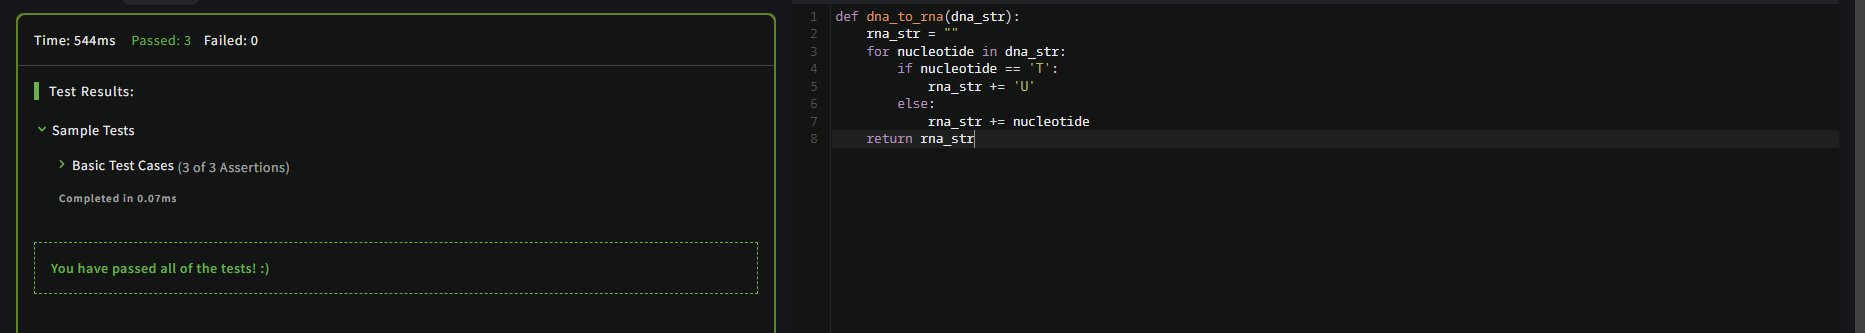 Time: 544ms Passed: 3 Failed: 0
Test Results:
Sample Tests
Basic Test Cases (3 of 3 Assertions)
Completed in 0.07ms
You have passed all of the tests! :)
1 def dna_to_rna(dna_str):
2     rna_str = ""
3     for nucleotide in dna_str:
4         if nucleotide == 'T':
5             rna_str += 'U'
6         else:
7             rna_str += nucleotide
8     return rna_str